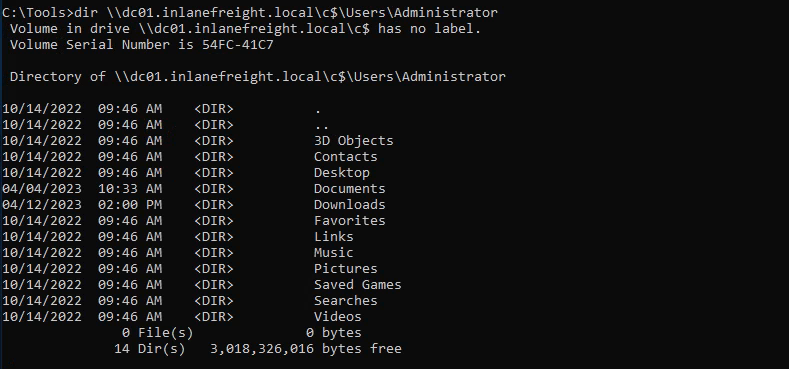 C:\Tools>dir \\dc01.inlanefreight.local\c$\Users\Administrator
 Volume in drive \\dc01.inlanefreight.local\c$ has no label.
 Volume Serial Number is 54FC-41C7

 Directory of \\dc01.inlanefreight.local\c$\Users\Administrator

10/14/2022  09:46 AM    <DIR>          .
10/14/2022  09:46 AM    <DIR>          ..
10/14/2022  09:46 AM    <DIR>          3D Objects
10/14/2022  09:46 AM    <DIR>          Contacts
10/14/2022  09:46 AM    <DIR>          Desktop
04/04/2023  10:33 AM    <DIR>          Documents
04/12/2023  02:00 PM    <DIR>          Downloads
10/14/2022  09:46 AM    <DIR>          Favorites
10/14/2022  09:46 AM    <DIR>          Links
10/14/2022  09:46 AM    <DIR>          Music
10/14/2022  09:46 AM    <DIR>          Pictures
10/14/2022  09:46 AM    <DIR>          Saved Games
10/14/2022  09:46 AM    <DIR>          Searches
10/14/2022  09:46 AM    <DIR>          Videos
               0 File(s)              0 bytes
              14 Dir(s)   3,018,326,016 bytes free